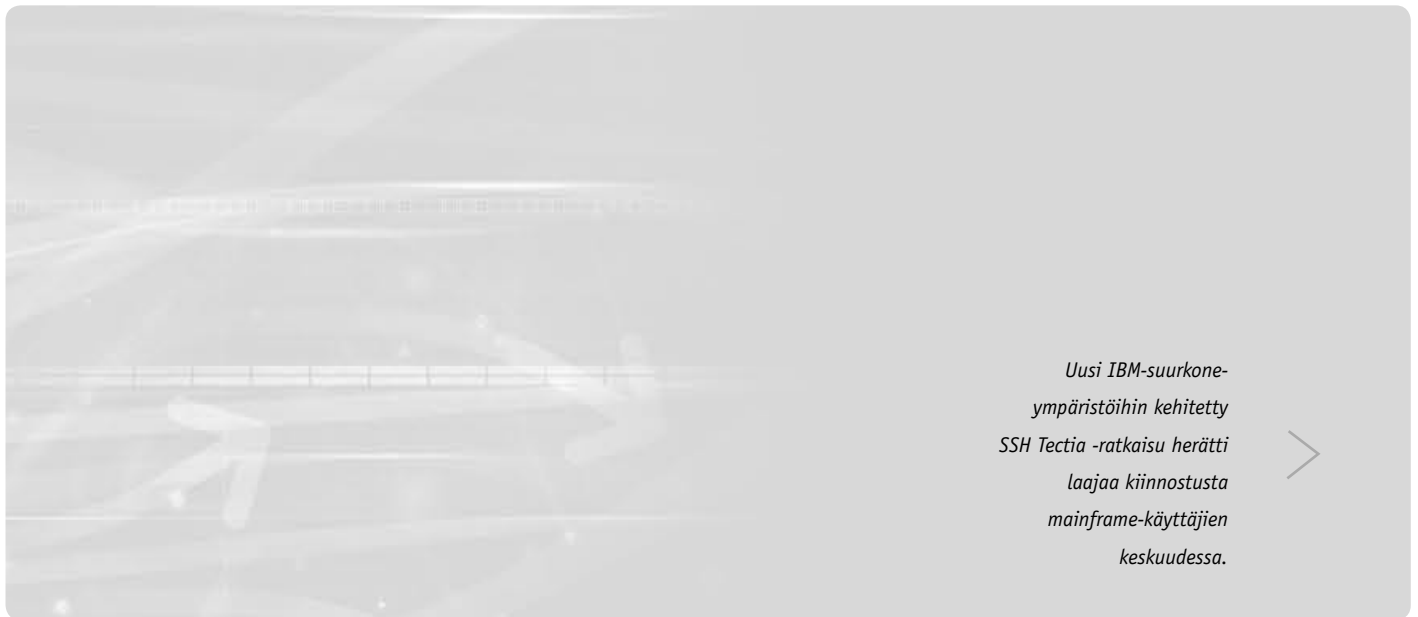 Uusi IBM-suurkone-
ympäristöihin kehitetty
SSH Tectia -ratkaisu herätti
laajaa kiinnostusta
mainframe-käyttäjien
keskuudessa.